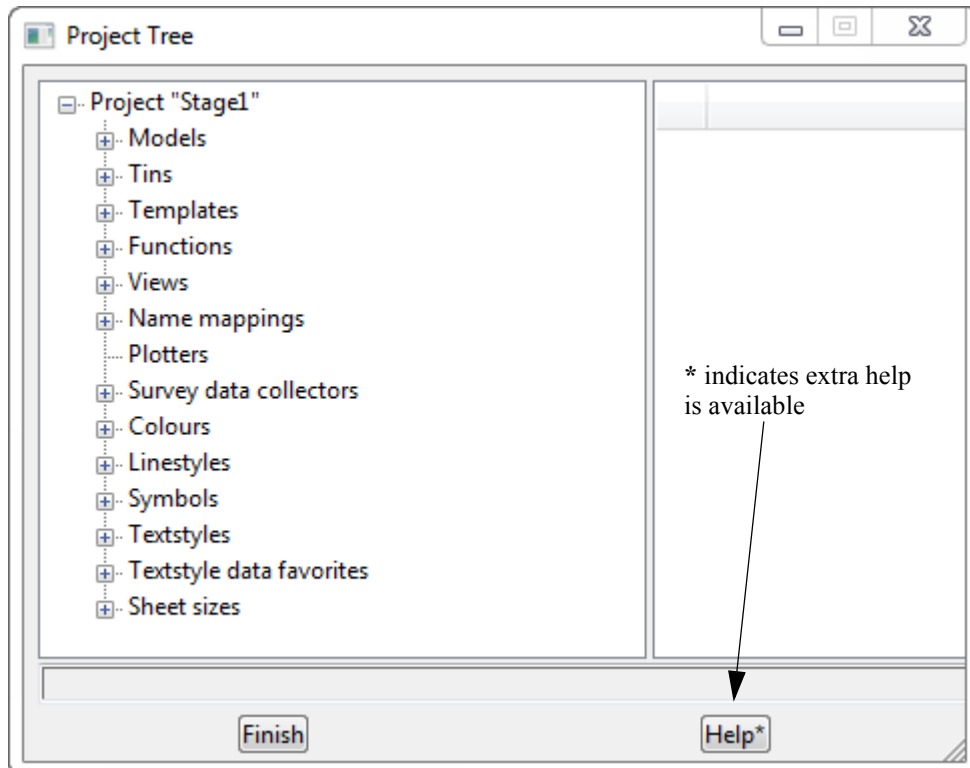 Project Tree
Project "Stage1"
Models
Tins
Templates
Functions
Views
Name mappings
Plotters
Survey data collectors
Colours
Linestyles
Symbols
Textstyles
Textstyle data favorites
Sheet sizes
* indicates extra help
is available
Finish
Help*